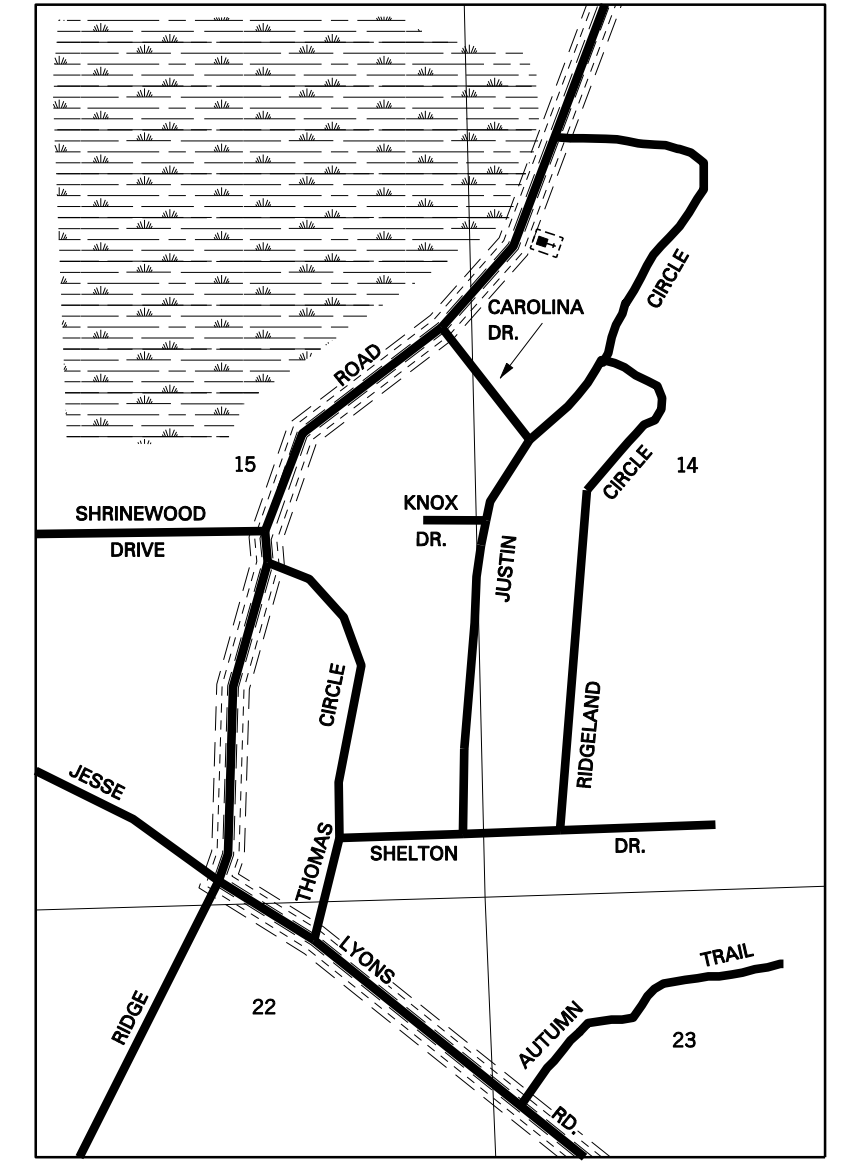 CIRCLE
CAROLINA
DR.
ROAD
15
CIRCLE
14
SHRINEWOOD
DRIVE
KNOX
DR.
JUSTIN
CIRCLE
RIDGELAND
JESSE
THOMAS
SHELTON
DR.
LYONS
TRAIL
RIDGE
22
AUTUMN
23
RD.